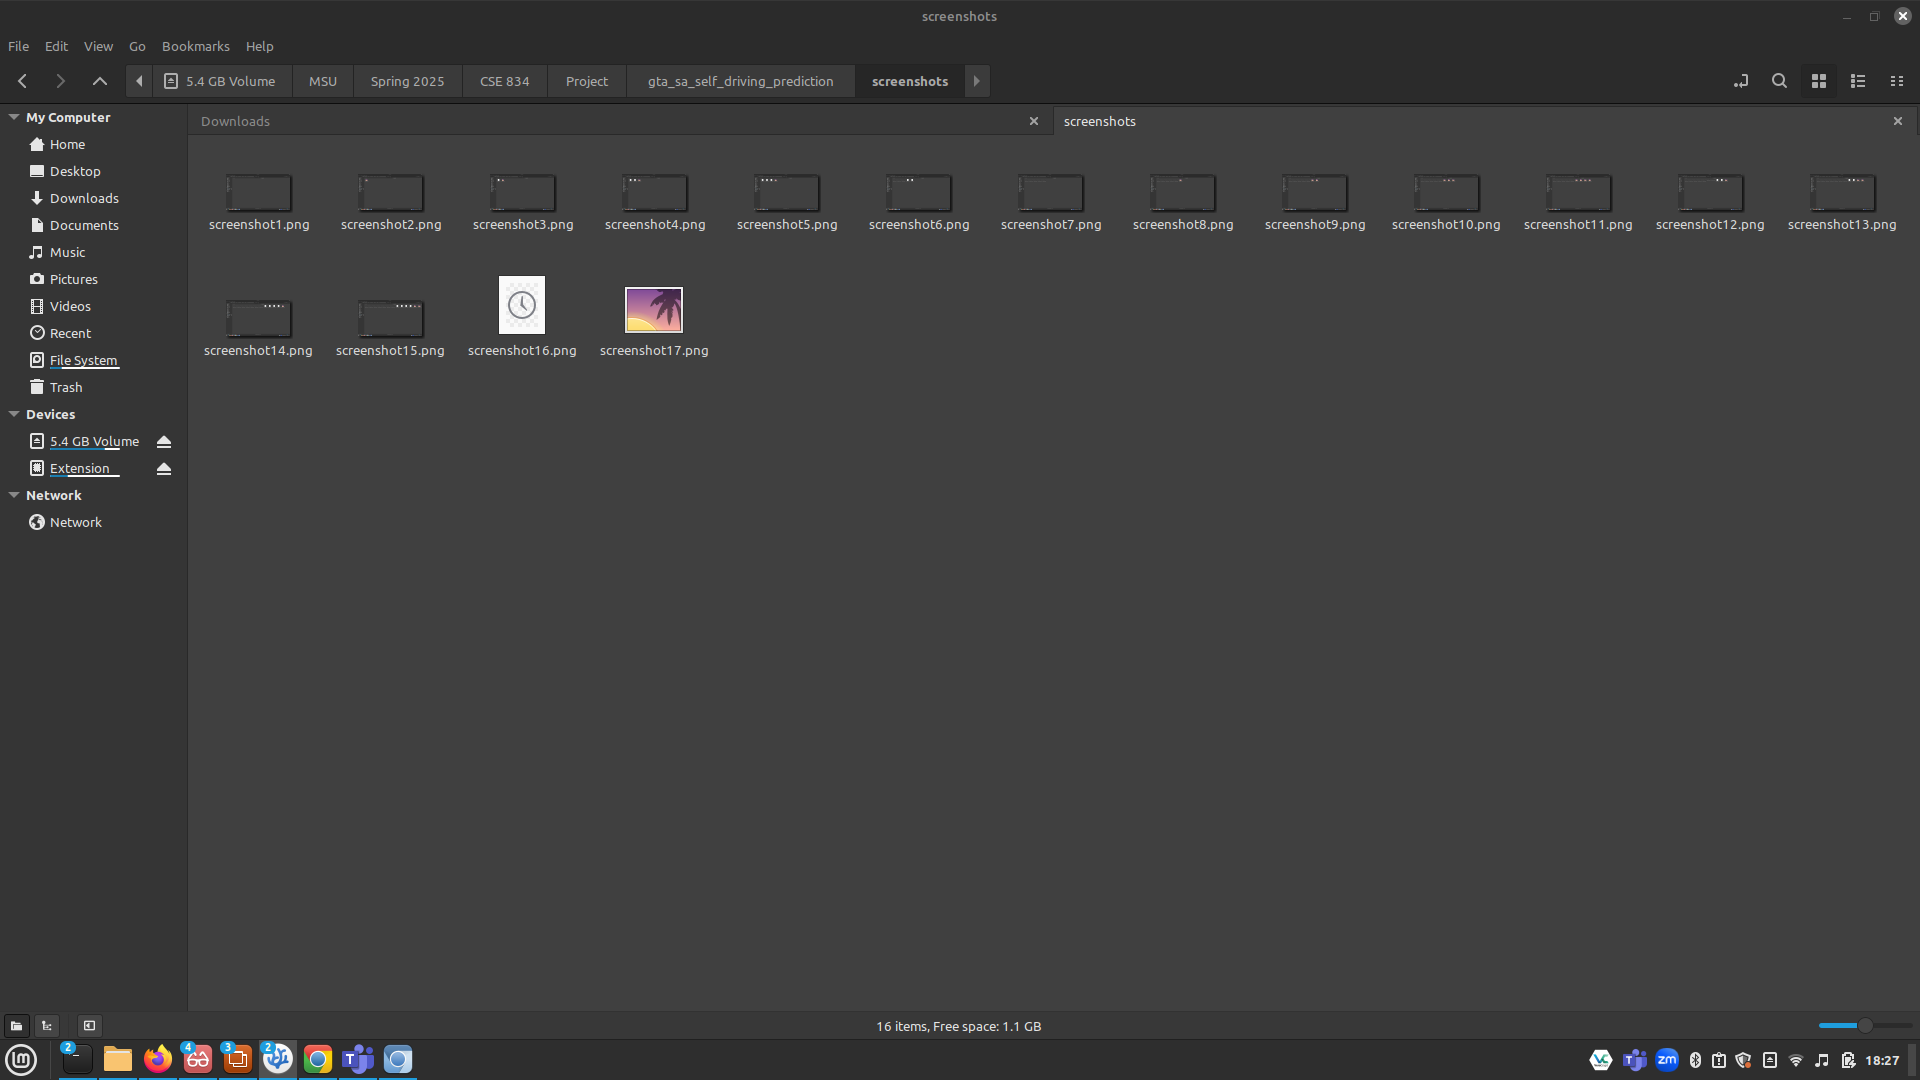 screenshots
File Edit View Go Bookmarks Help
5.4 GB Volume MSU Spring 2025 CSE 834 Project gta_sa_self_driving_prediction screenshots
My Computer
Home
Desktop
Downloads
Documents
Music
Pictures
Videos
Recent
File System
Trash
Devices
5.4 GB Volume
Extension
Network
Network
Downloads screenshots
screenshot1.png screenshot2.png screenshot3.png screenshot4.png screenshot5.png screenshot6.png screenshot7.png screenshot8.png screenshot9.png screenshot10.png screenshot11.png screenshot12.png screenshot13.png
screenshot14.png screenshot15.png screenshot16.png screenshot17.png
16 items, Free space: 1.1 GB
2 4 3 2 T
VC T zm 18:27